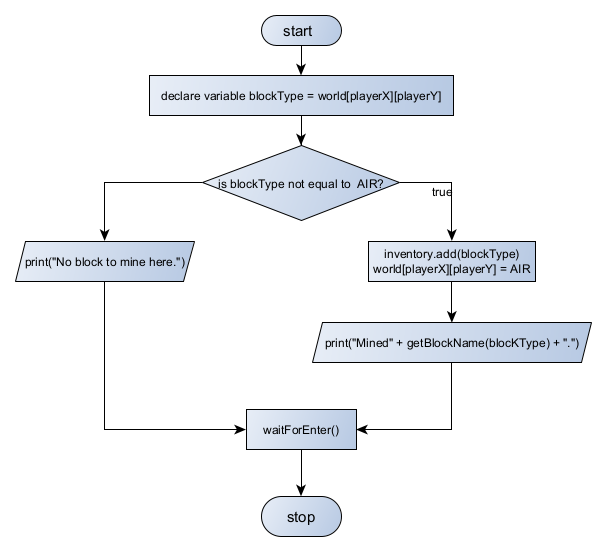 start
declare variable blockType = world[playerX][playerY]
is blockType not equal to  AIR?
true
print("No block to mine here.")
inventory.add(blockType)
world[playerX][playerY] = AIR
print("Mined" + getBlockName(blocKType) + ".")
waitForEnter()
stop